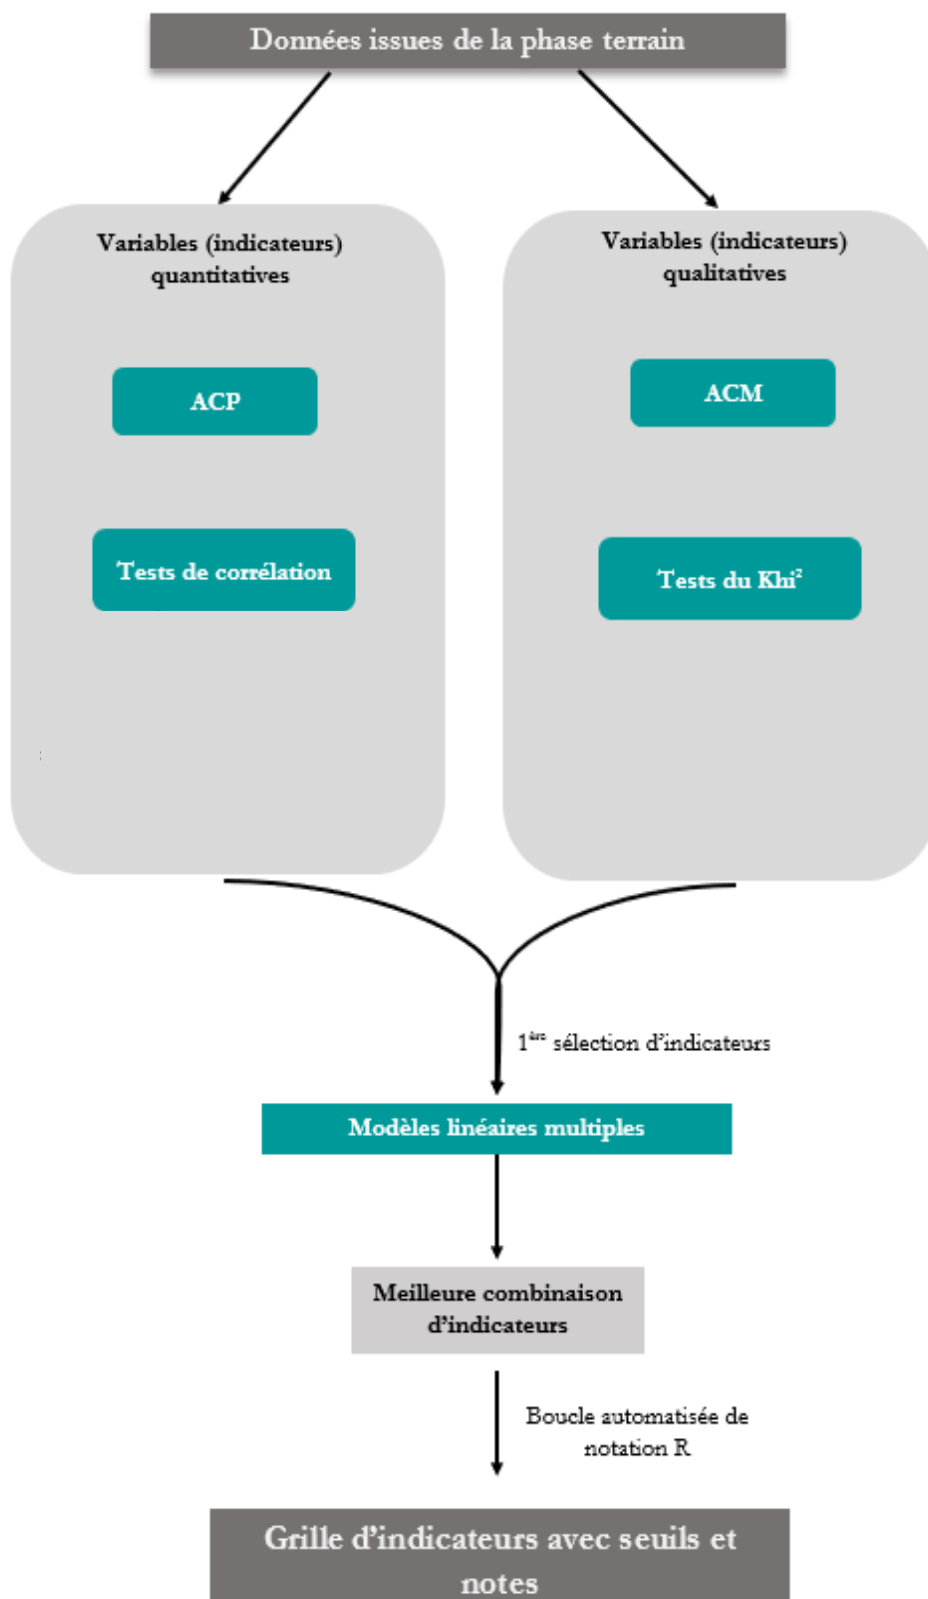 Données issues de la phase terrain
Variables (indicateurs)
quantitatives
ACP
Tests de corrélation
Variables (indicateurs)
qualitatives
ACM
Tests du Khi²
1ère sélection d'indicateurs
Modèles linéaires multiples
Meilleure combinaison
d'indicateurs
Boucle automatisée de
notation R
Grille d'indicateurs avec seuils et
notes